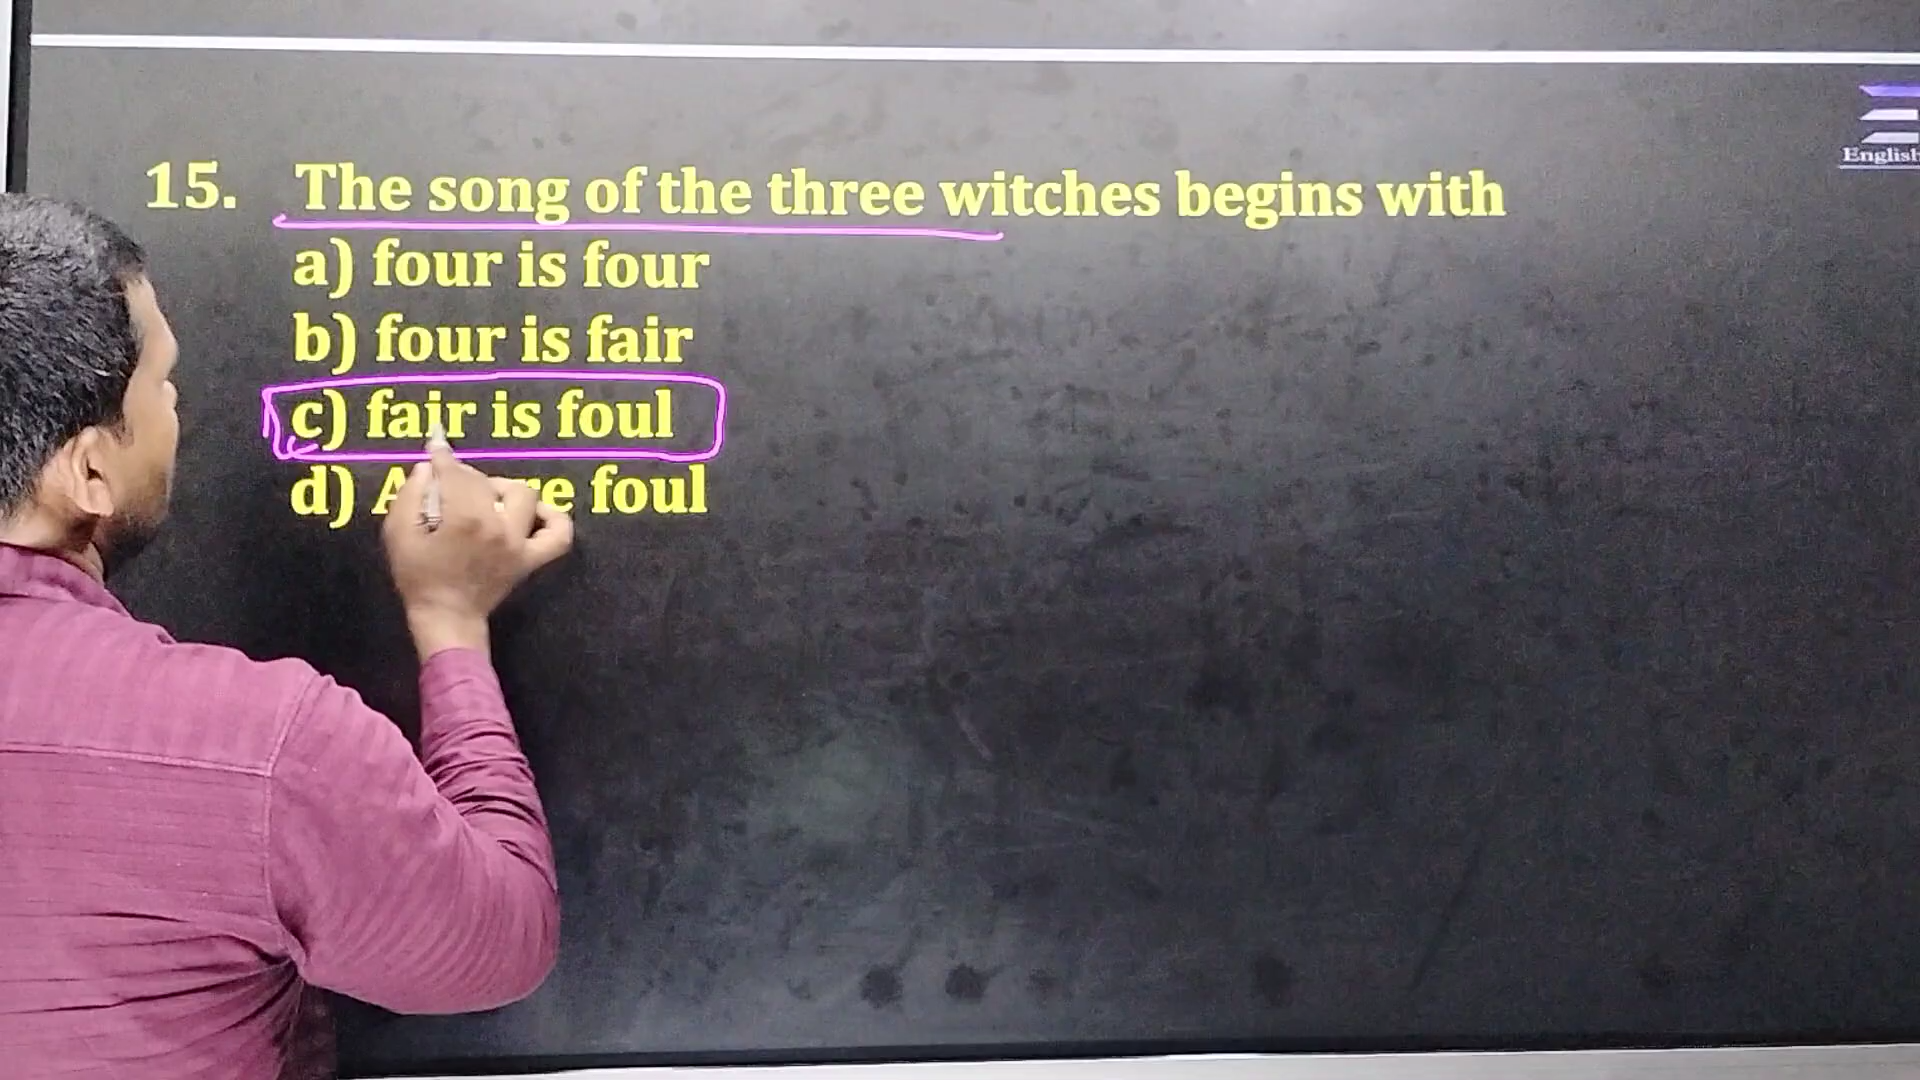 15. The song of the three witches begins with
a) four is four
b) four is fair
c) fair is foul
d) foul
English